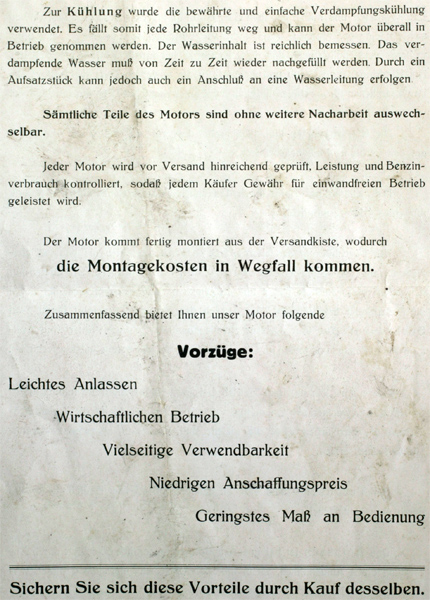 Zur Kühlung wurde die bewährte und einfache Verdampfungskühlung
verwendet. Es fällt somit jede Rohrleitung weg und kann der Motor überall in
Betrieb genommen werden. Der Wasserinhalt ist reichlich bemessen. Das ver-
dampfende Wasser muß von Zeit zu Zeit wieder nachgefüllt werden. Durch ein
Aufsatzstück kann jedoch auch ein Anschluß an eine Wasserleitung erfolgen.
Sämtliche Teile des Motors sind ohne weitere Nacharbeit auswech-
selbar.
Jeder Motor wird vor Versand hinreichend geprüft, Leistung und Benzin-
verbrauch kontrolliert, sodaß jedem Käufer Gewähr für einwandfreien Betrieb
geleistet wird.
Der Motor kommt fertig montiert aus der Versandkiste, wodurch
die Montagekosten in Wegfall kommen.
Zusammenfassend bietet Ihnen unser Motor folgende
Vorzüge:
Leichtes Anlassen
Wirtschaftlichen Betrieb
Vielseitige Verwendbarkeit
Niedrigen Anschaffungspreis
Geringstes Maß an Bedienung
Sichern Sie sich diese Vorteile durch Kauf desselben.